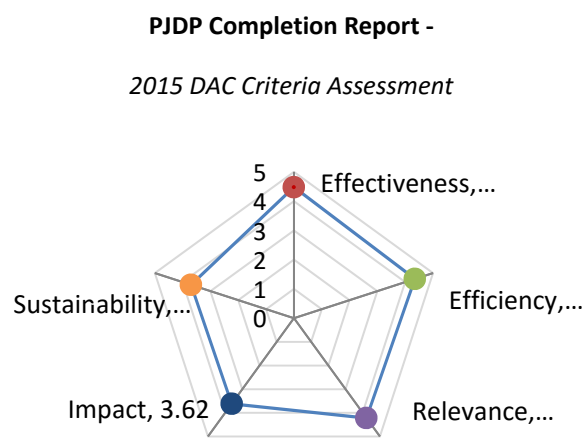 PJDP Completion Report -
2015 DAC Criteria Assessment
5
Effectiveness,...
4
3
2
1
0
Efficiency,...
Sustainability,...
Impact, 3.62
Relevance,...